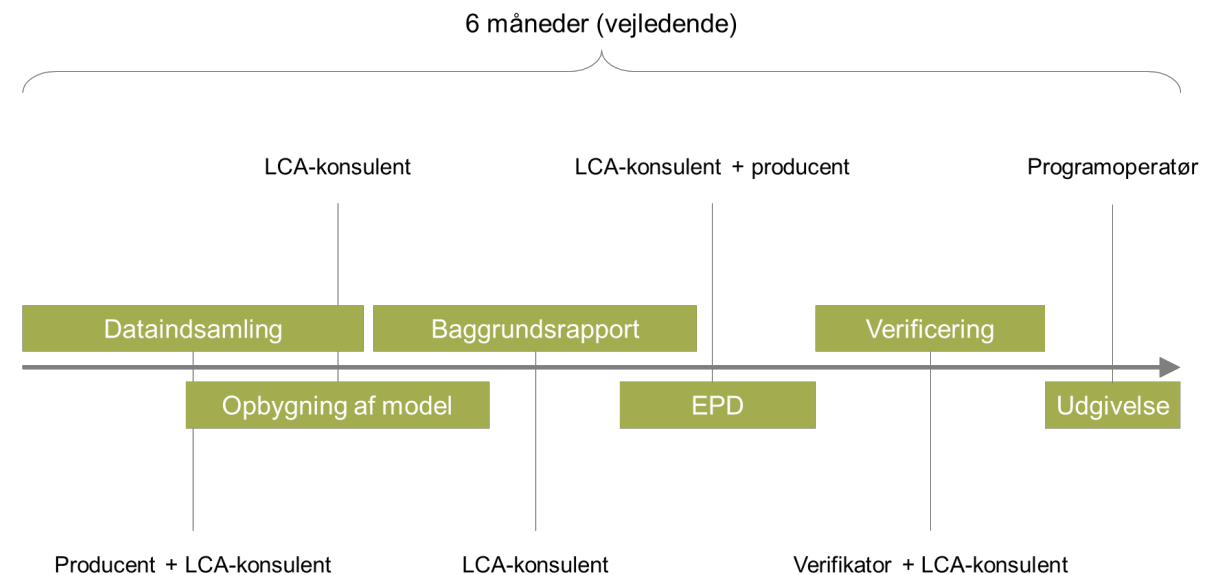 6 måneder (vejledende)
LCA-konsulent
LCA-konsulent + producent
Programoperatør
Dataindsamling
Baggrundsrapport
Verificering
Opbygning af model
EPD
Udgivelse
Producent + LCA-konsulent
LCA-konsulent
Verifikator + LCA-konsulent